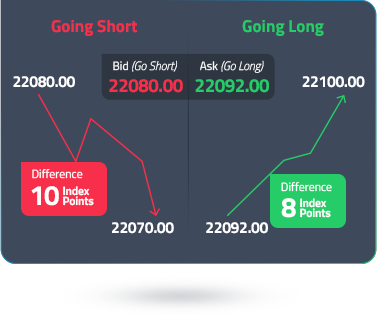 Going Short
Going Long
Bid (Go Short)
22080.00
Ask (Go Long)
22092.00
22080.00
22100.00
Difference
10 Index Points
Difference
8 Index Points
22070.00
22092.00